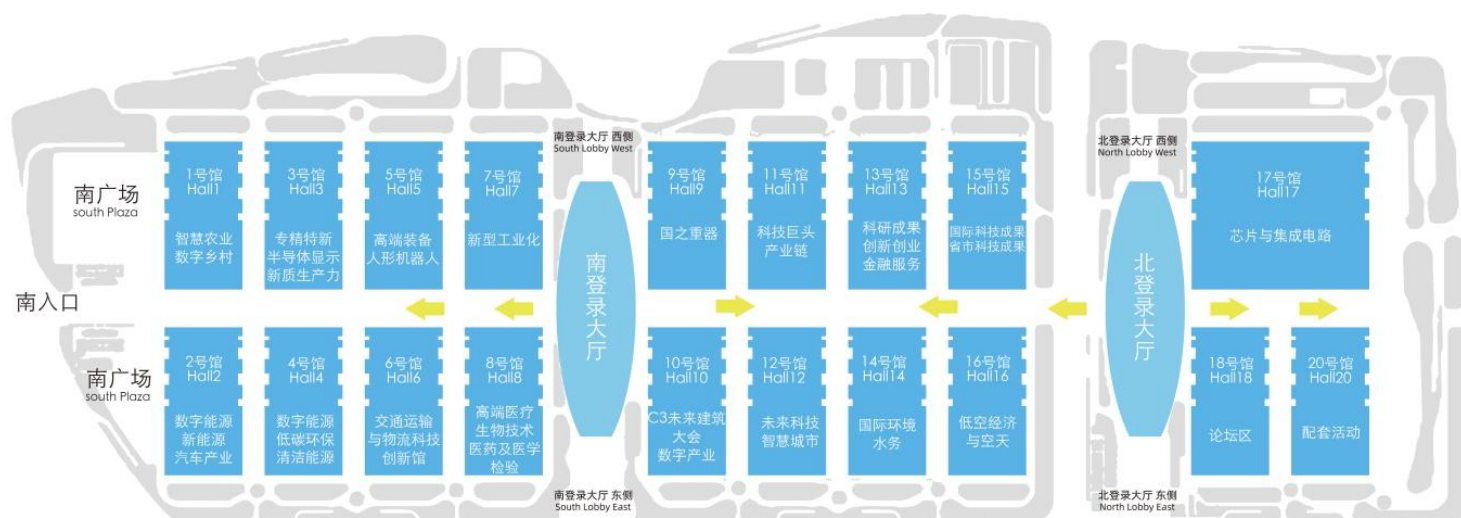 南登录大厅 西侧
South Lobby West
北登录大厅 西侧
North Lobby West
南广场
south Plaza
1号馆
Hall1
智慧农业
数字乡村
3号馆
Hall3
专精特新
半导体显示
新质生产力
5号馆
Hall5
高端装备
人形机器人
7号馆
Hall7
新型工业化
南登录大厅
9号馆
Hall9
国之重器
11号馆
Hall11
科技巨头
产业链
13号馆
Hall13
科研成果
创新创业
金融服务
15号馆
Hall15
国际科技成果
省市科技成果
北登录大厅
17号馆
Hall17
芯片与集成电路
南入口
南广场
south Plaza
2号馆
Hall2
数字能源
新能源
汽车产业
4号馆
Hall4
数字能源
低碳环保
清洁能源
6号馆
Hall6
交通运输
与物流科技
创新馆
8号馆
Hall8
高端医疗
生物技术
医药及医学
检验
10号馆
Hall10
C3未来建筑
大会
数字产业
12号馆
Hall12
未来科技
智慧城市
14号馆
Hall14
国际环境
水务
16号馆
Hall16
低空经济
与空天
18号馆
Hall18
论坛区
20号馆
Hall20
配套活动
南登录大厅 东侧
South Lobby East
北登录大厅 东侧
North Lobby East